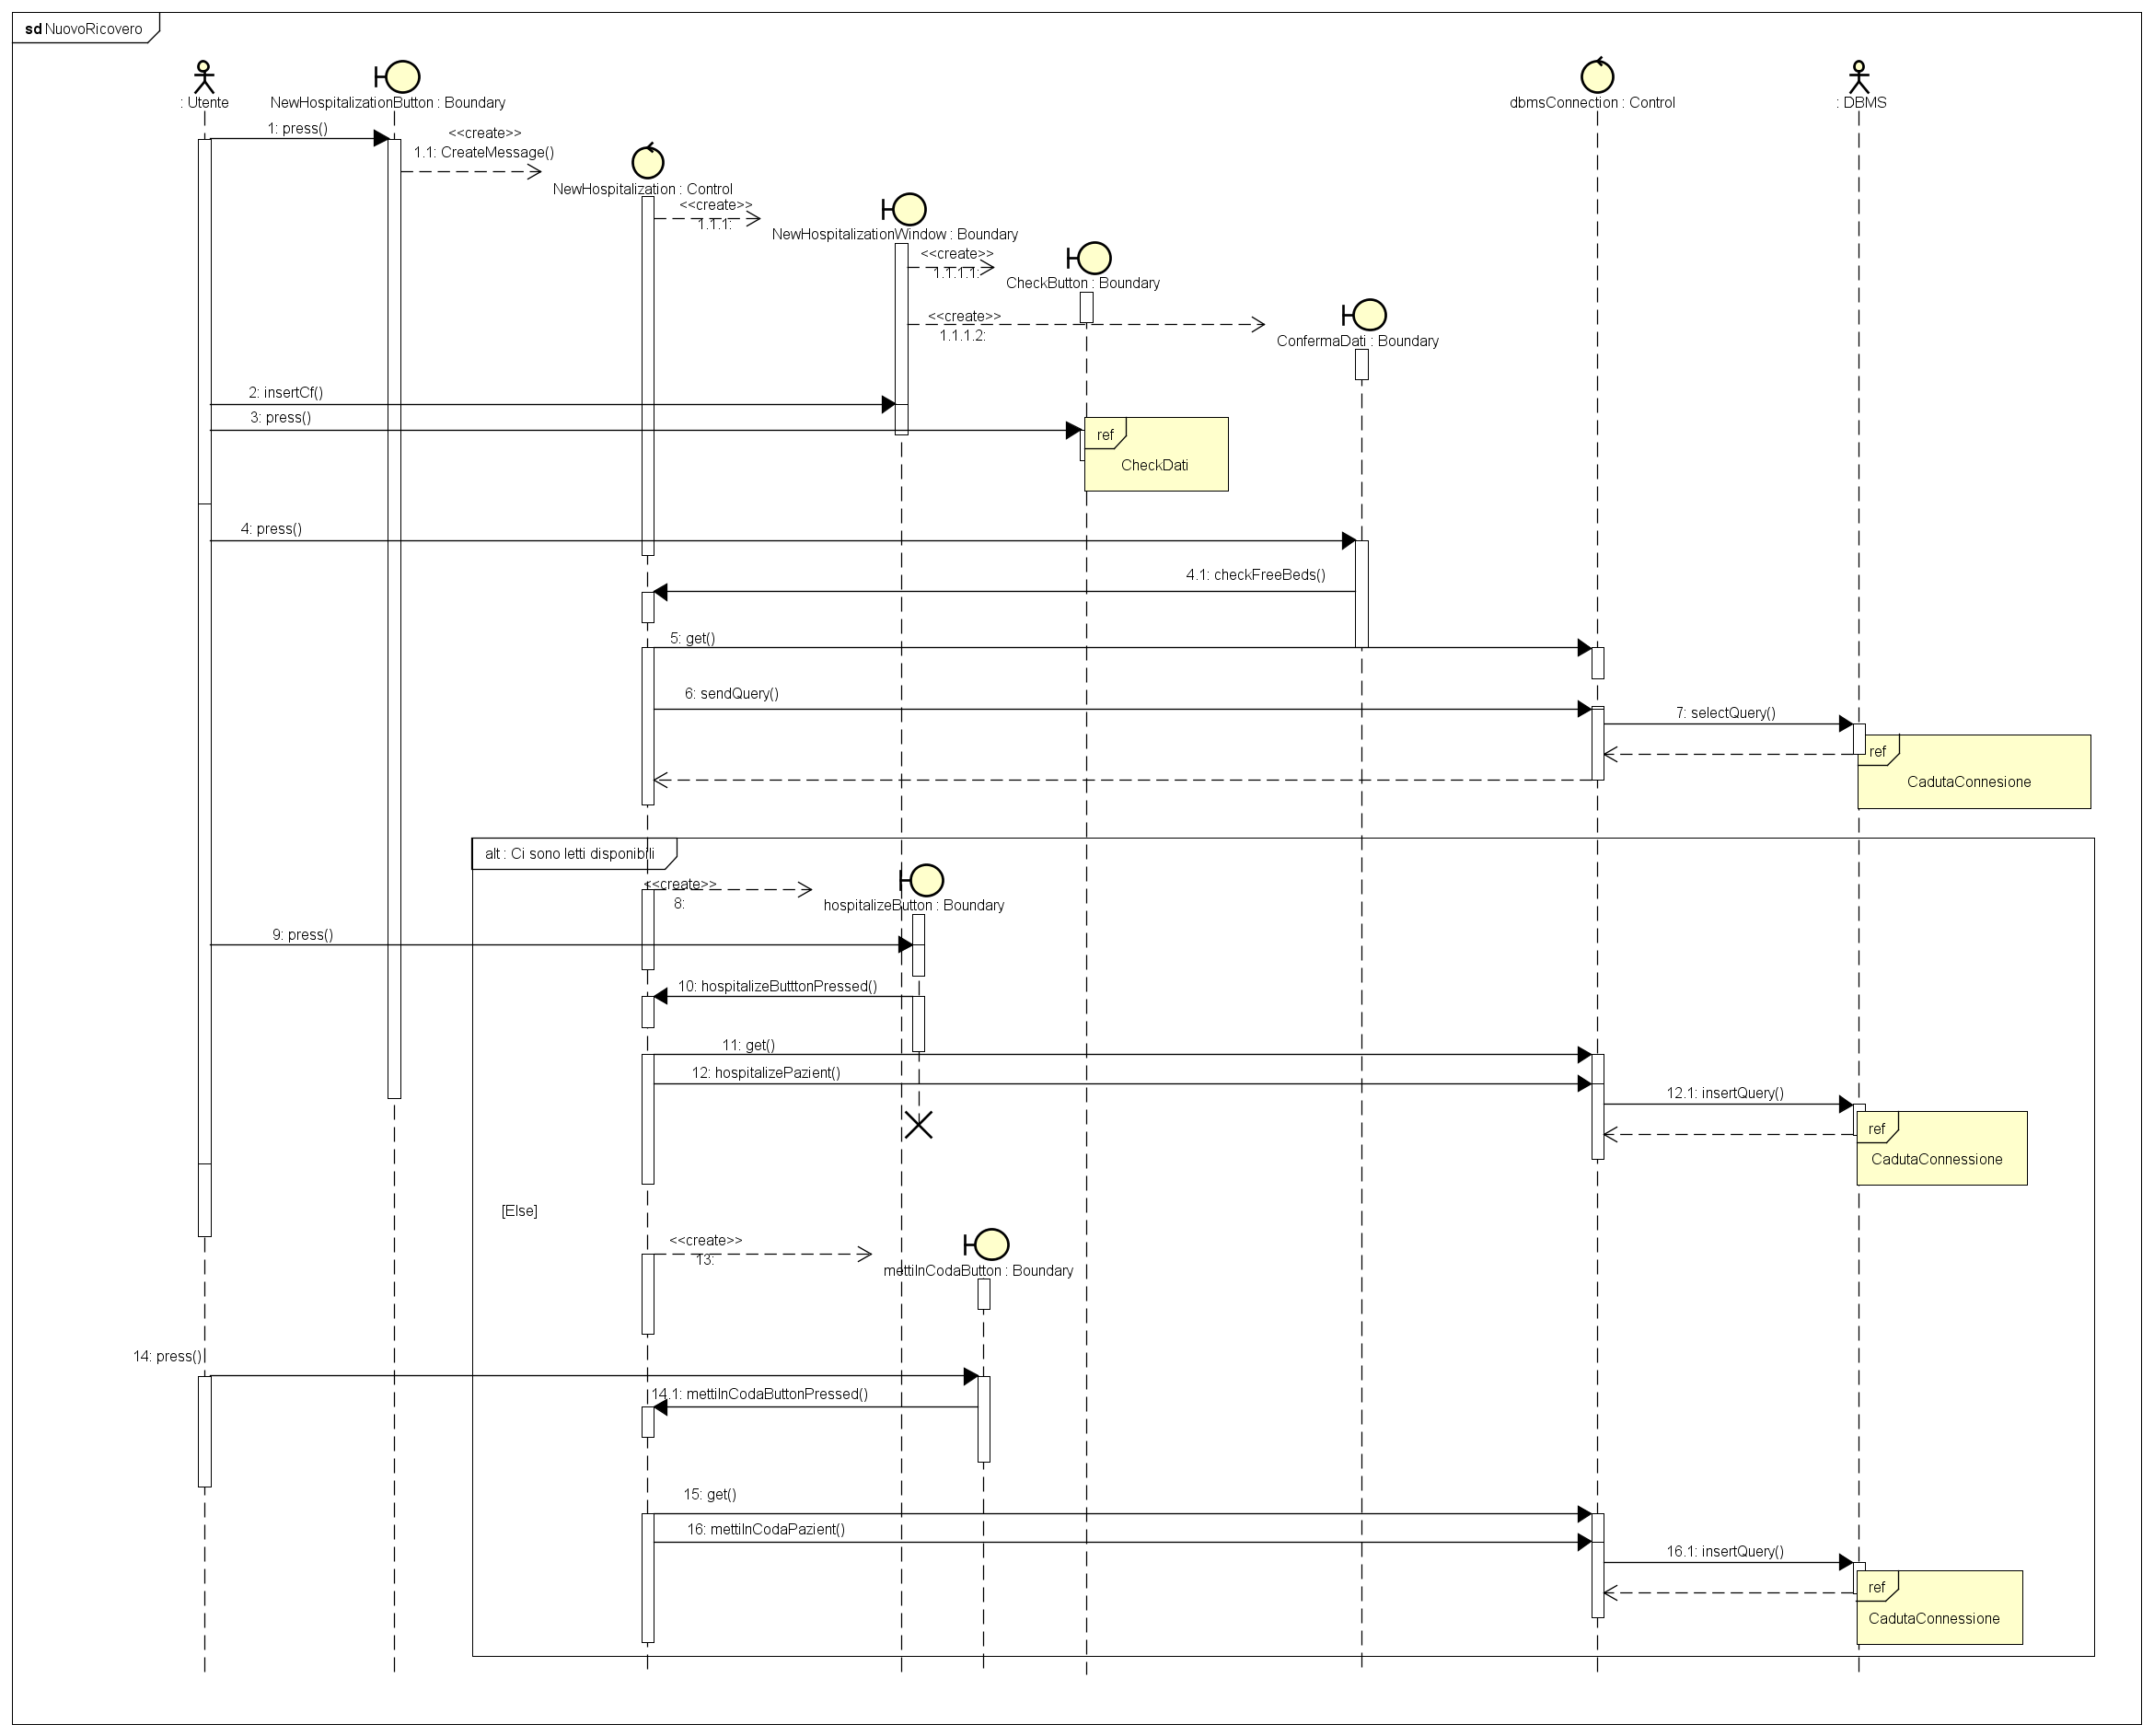 sd NuovoRicovero
: Utente
NewHospitalizationButton : Boundary
dbmsConnection : Control
: DBMS
1: press()
<<create>>
1.1: CreateMessage()
NewHospitalization : Control
<<create>>
1.1.1:
NewHospitalizationWindow : Boundary
<<create>>
1.1.1.1:
CheckButton : Boundary
<<create>>
1.1.1.2:
ConfermaDati : Boundary
2: insertCf()
3: press()
ref
CheckDati
4: press()
4.1: checkFreeBeds()
5: get()
6: sendQuery()
7: selectQuery()
ref
CadutaConnesione
alt : Ci sono letti disponibili
<<create>>
8:
hospitalizeButton : Boundary
9: press()
10: hospitalizeButttonPressed()
11: get()
12: hospitalizePazient()
12.1: insertQuery()
ref
CadutaConnessione
[Else]
<<create>>
13:
mettiInCodaButton : Boundary
14: press()
14.1: mettiInCodaButtonPressed()
15: get()
16: mettiInCodaPazient()
16.1: insertQuery()
ref
CadutaConnessione